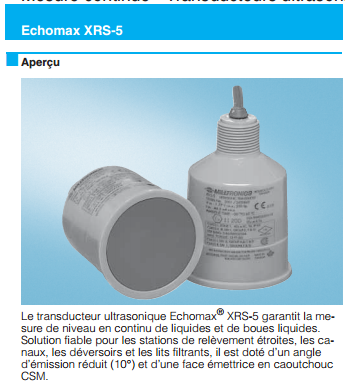 Echomax XRS-5
Aperçu
MILLTRONICS
Le transducteur ultrasonique Echomax® XRS-5 garantit la me-
sure de niveau en continu de liquides et de boues liquides.
Solution fiable pour les stations de relèvement étroites, les ca-
naux, les déversoirs et les lits filtrants, il est doté d'un angle
d'émission réduit (10°) et d'une face émettrice en caoutchouc
CSM.